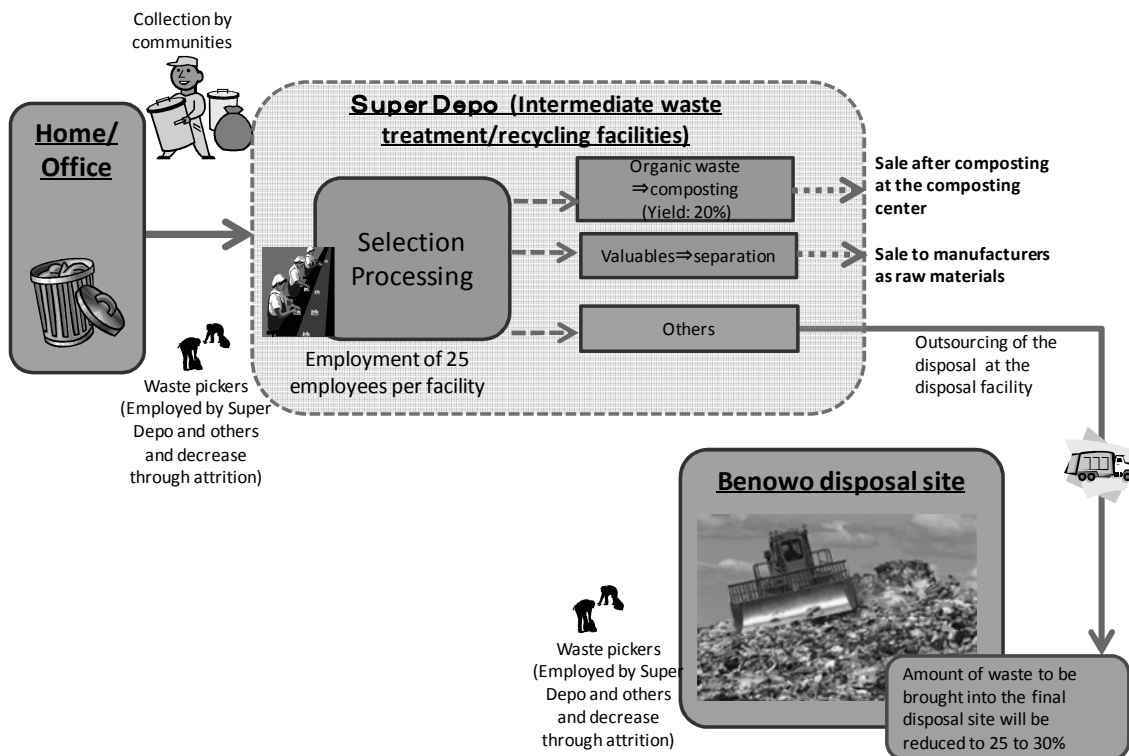 Collection by
communities
Home/
Office
Super Depo (Intermediate waste
treatment/recycling facilities)
Selection
Processing
Employment of 25
employees per facility
Organic waste
⇒composting
(Yield: 20%)
Valuables⇒separation
Others
Sale after composting
at the composting
center
Sale to manufacturers
as raw materials
Outsourcing of the
disposal at the
disposal facility
Waste pickers
(Employed by Super
Depo and others
and decrease
through attrition)
Benowo disposal site
Waste pickers
(Employed by Super
Depo and others
and decrease
through attrition)
Amount of waste to be
brought into the final
disposal site will be
reduced to 25 to 30%